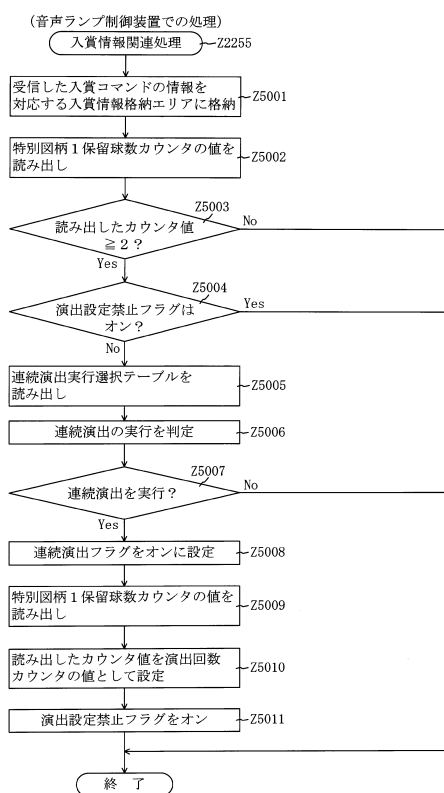 (音声ランプ制御装置での処理)
入賞情報関連処理
Z2255
受信した入賞コマンドの情報を
対応する入賞情報格納エリアに格納
Z5001
特別図柄1保留球数カウンタの値を
読み出し
Z5002
Z5003
読み出したカウンタ値
≧2?
No
Yes
Z5004
演出設定禁止フラグは
オン?
Yes
No
連続演出実行選択テーブルを
読み出し
Z5005
連続演出の実行を判定
Z5006
Z5007
連続演出を実行?
No
Yes
連続演出フラグをオンに設定
Z5008
特別図柄1保留球数カウンタの値を
読み出し
Z5009
読み出したカウンタ値を演出回数
カウンタの値として設定
Z5010
演出設定禁止フラグをオン
Z5011
終 了